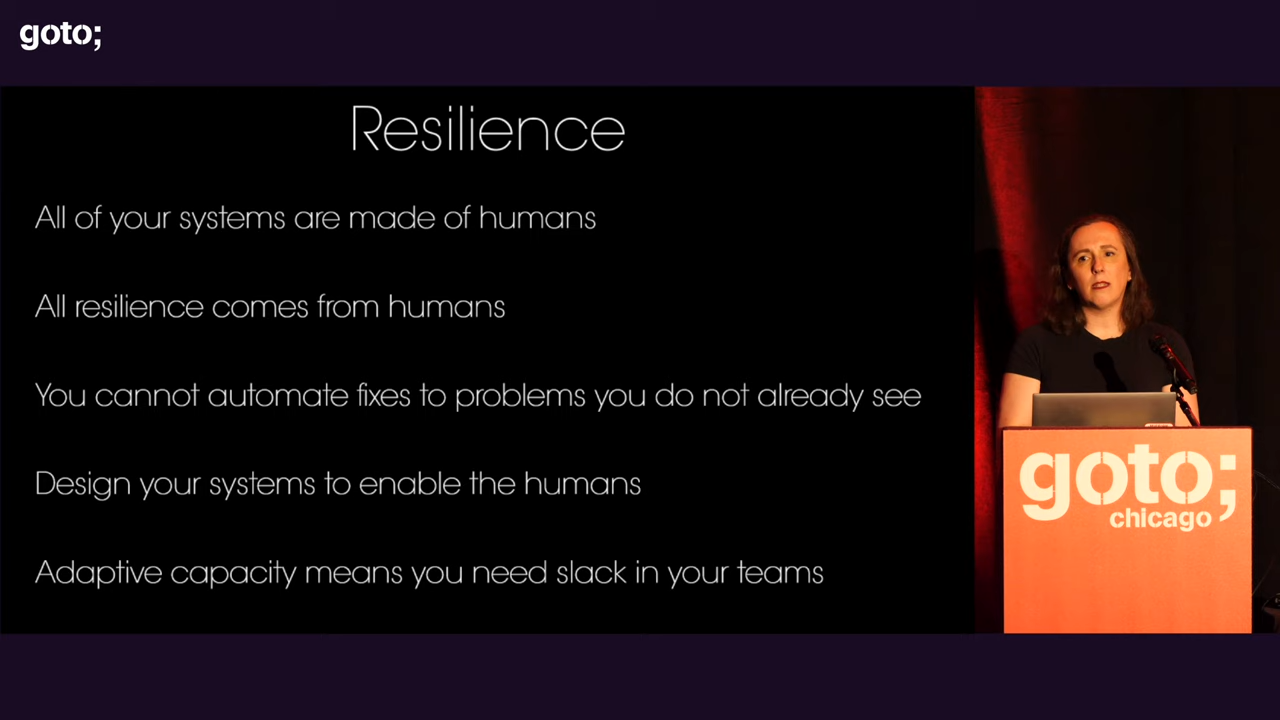 goto;
Resilience
All of your systems are made of humans
All resilience comes from humans
You cannot automate fixes to problems you do not already see
Design your systems to enable the humans
Adaptive capacity means you need slack in your teams
goto;
chicago